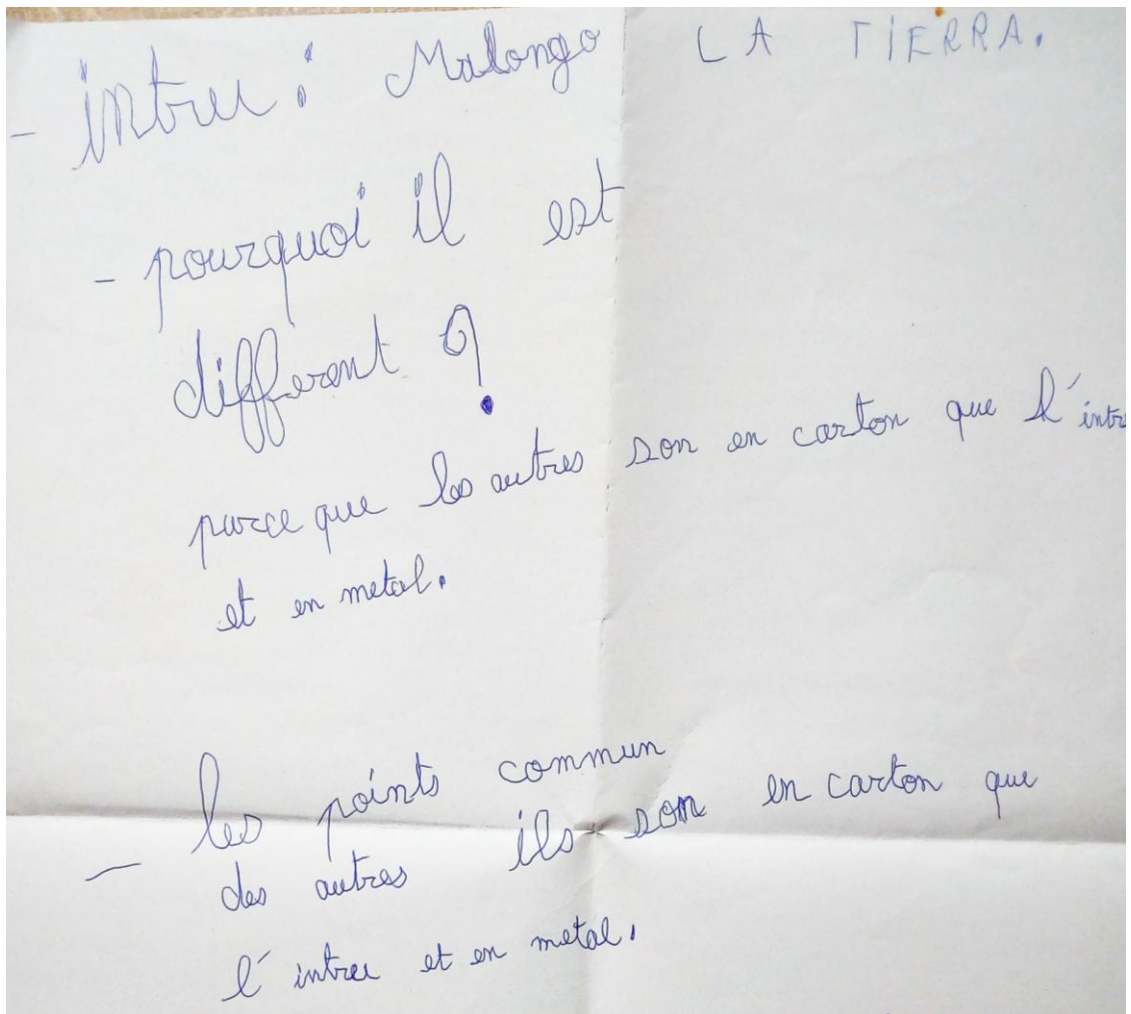 - intru : Malongo LA TIERRA.
- pourquoi il est
différent ?
parce que les autres son en carton que l'intru
et en metal.
- les points commun
des autres ils son en carton que
l'intru et en metal.